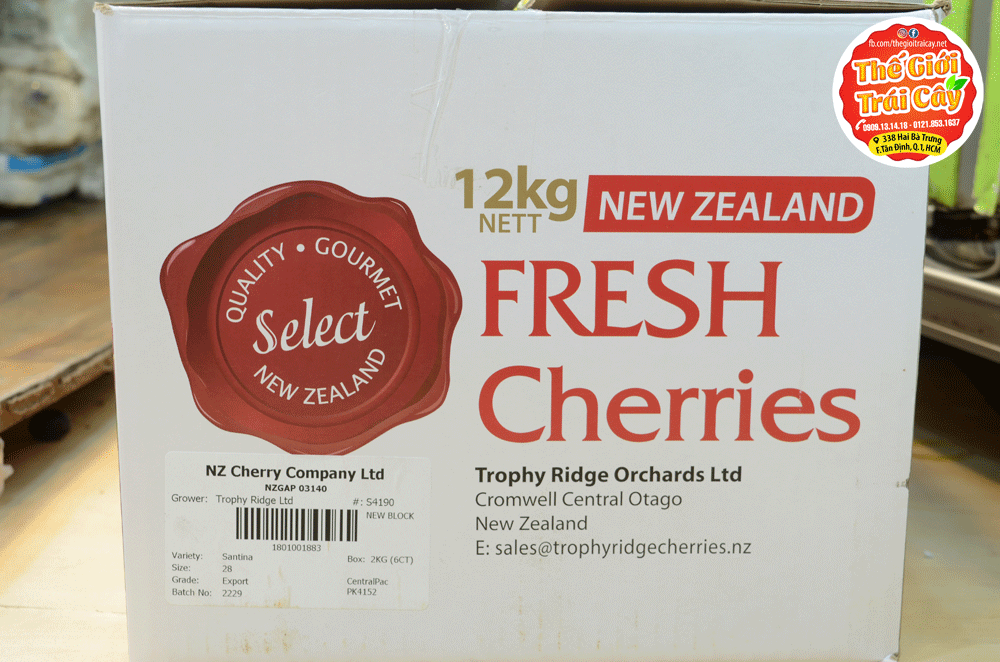 fb.com/thegioitraicay.net
Thế Giới
Trái Cây
0908.13.14.18 - 0121.853.1637
338 Hai Bà Trưng
F.Tân Định, Q.1, HCM
12kg
NETT
NEW ZEALAND
FRESH
Cherries
QUALITY • GOURMET
Select
NEW ZEALAND
Trophy Ridge Orchards Ltd
Cromwell Central Otago
New Zealand
E: sales@trophyridgecherries.nz
NZ Cherry Company Ltd
NZGAP 03140
Grower: Trophy Ridge Ltd #: S4190
NEW BLOCK
1801001883
Variety: Santina Box: 2KG (6CT)
Size: 28
Grade: Export CentralPac
Batch No: 2229 PK4152